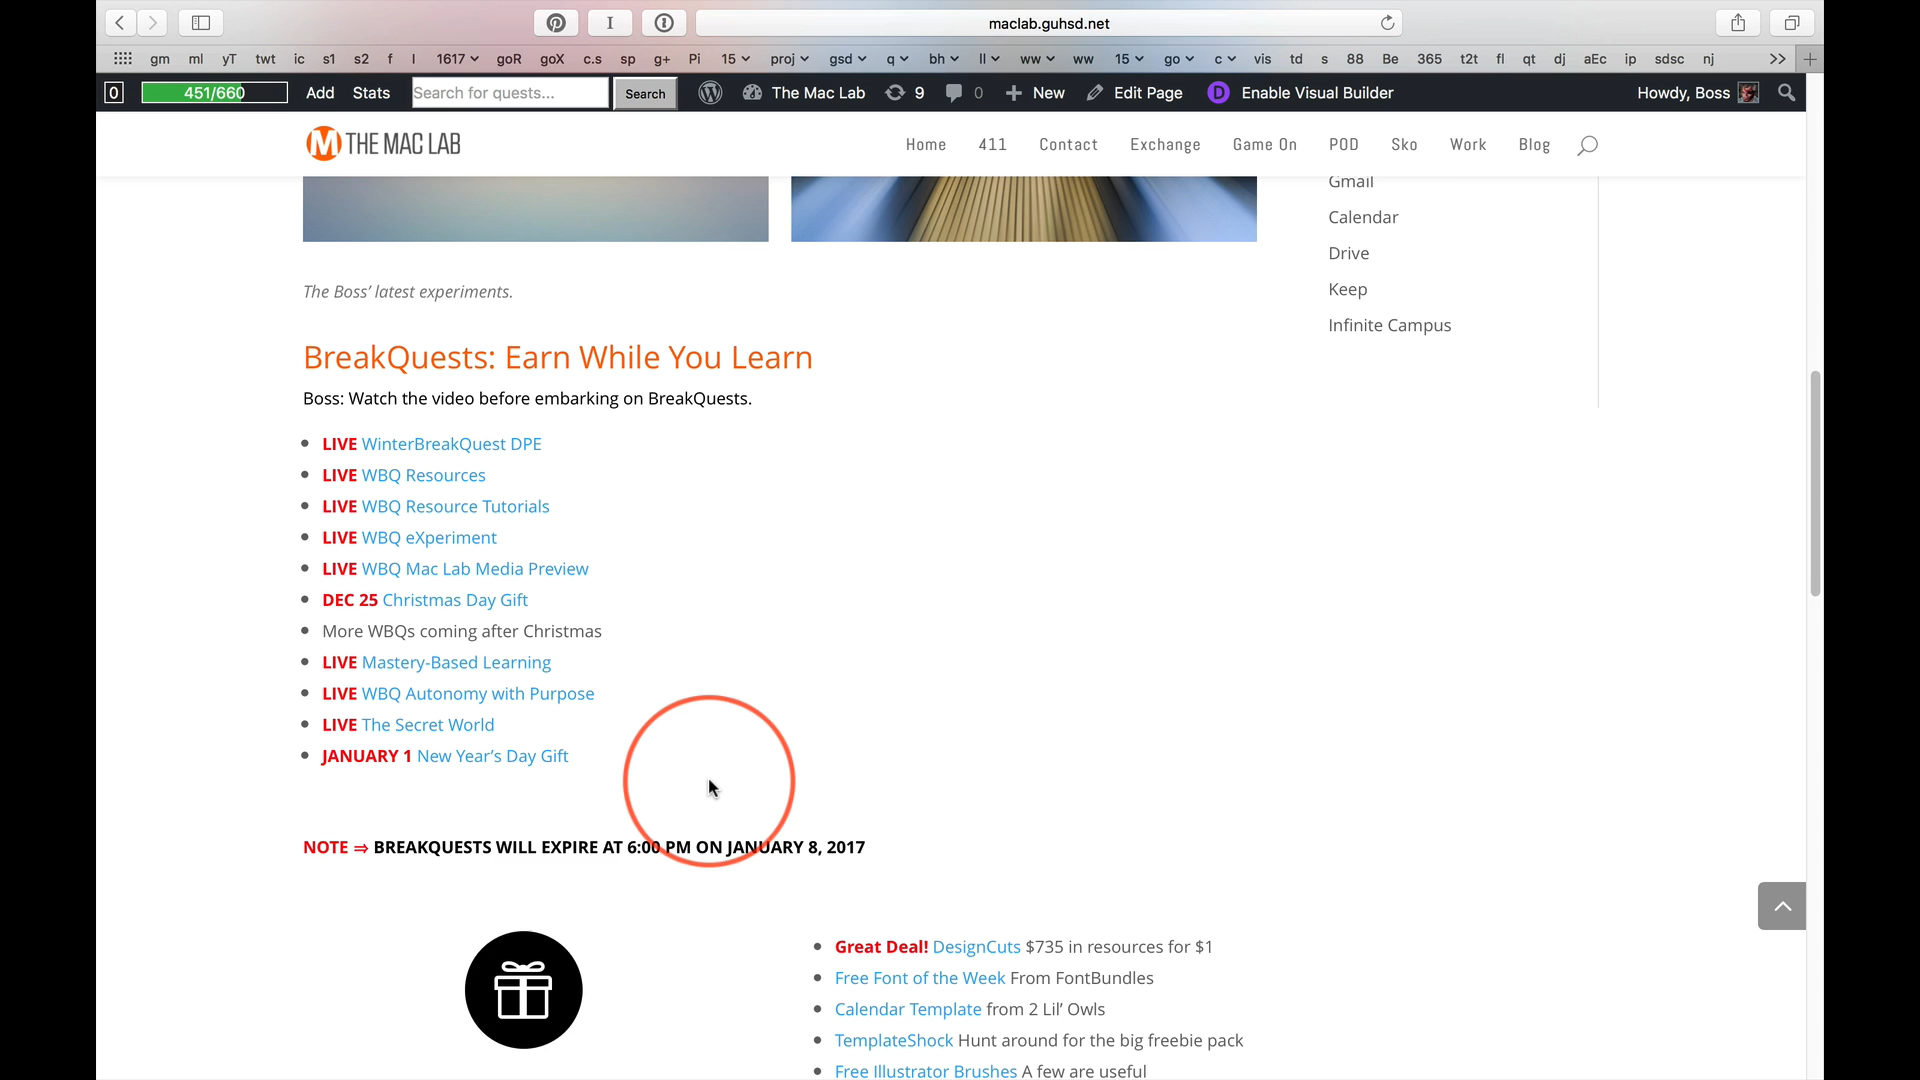 maclab.guhsd.net
gm ml yT twt ic s1 s2 f I 1617 goR goX c.s sp g+ Pi 15 proj gsd q bh ll ww ww 15 go c vis td s 88 Be 365 t2t fl qt dj aEc ip sdsc nj >> +
0 451/660 Add Stats Search for quests... Search The Mac Lab 9 0 New Edit Page D Enable Visual Builder Howdy, Boss
M THE MAC LAB Home 411 Contact Exchange Game On POD Sko Work Blog
Gmail
Calendar
Drive
Keep
Infinite Campus
The Boss’ latest experiments.
BreakQuests: Earn While You Learn
Boss: Watch the video before embarking on BreakQuests.
LIVE WinterBreakQuest DPE
LIVE WBQ Resources
LIVE WBQ Resource Tutorials
LIVE WBQ eXperiment
LIVE WBQ Mac Lab Media Preview
DEC 25 Christmas Day Gift
More WBQs coming after Christmas
LIVE Mastery-Based Learning
LIVE WBQ Autonomy with Purpose
LIVE The Secret World
JANUARY 1 New Year’s Day Gift
NOTE ⇒ BREAKQUESTS WILL EXPIRE AT 6:00 PM ON JANUARY 8, 2017
Great Deal! DesignCuts $735 in resources for $1
Free Font of the Week From FontBundles
Calendar Template from 2 Lil’ Owls
TemplateShock Hunt around for the big freebie pack
Free Illustrator Brushes A few are useful